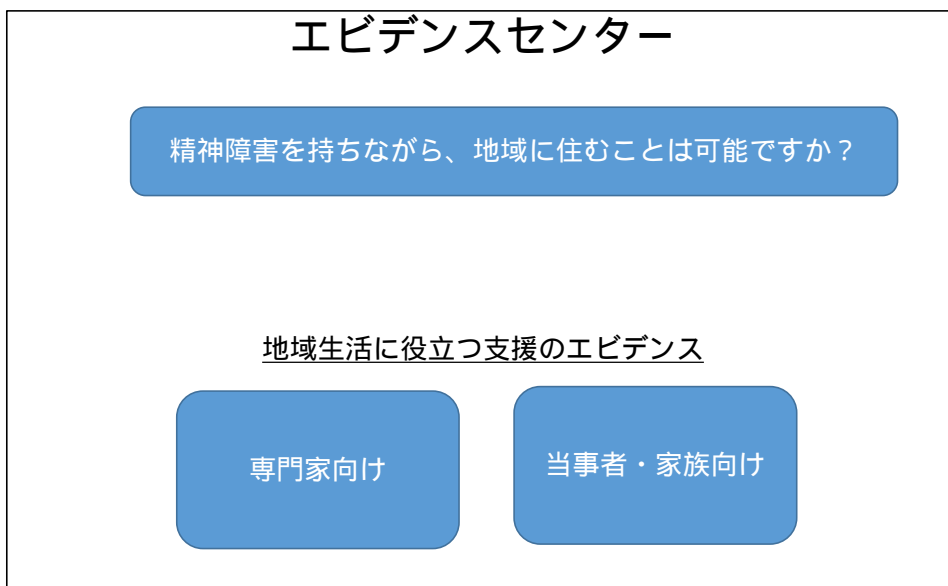 エビデンスセンター
精神障害を持ちながら、地域に住むことは可能ですか？
地域生活に役立つ支援のエビデンス
専門家向け
当事者・家族向け